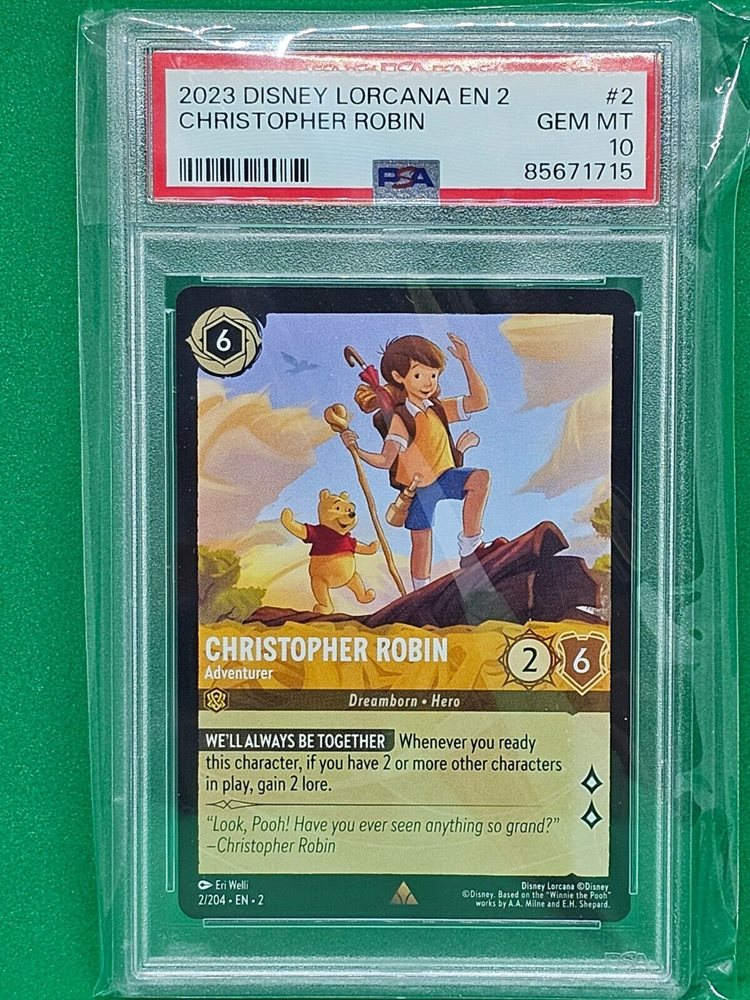 2023 DISNEY LORCANA EN 2 #2
CHRISTOPHER ROBIN GEM MT
10
PSA 85671715
6
CHRISTOPHER ROBIN
Adventurer
2 6
Dreamborn • Hero
WE'LL ALWAYS BE TOGETHER Whenever you ready
this character, if you have 2 or more other characters
in play, gain 2 lore.
"Look, Pooh! Have you ever seen anything so grand?"
–Christopher Robin
Eri Welli
2/204 • EN • 2
Disney Lorcana ©Disney
©Disney. Based on the "Winnie the Pooh"
works by A.A. Milne and E.H. Shepard.